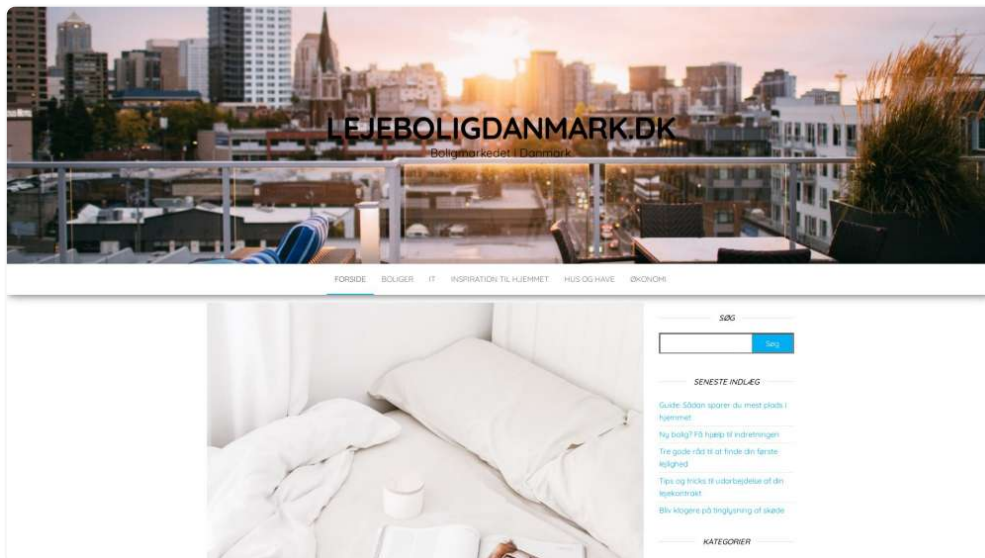 LEJEBOLIGDANMARK.DK
Boligmarkedet i Danmark
FORSIDE BOLIGER IT INSPIRATION TIL HJEMMET HUS OG HAVE ØKONOMI
SØG
Søg
SENESTE INDLÆG
Guide: Sådan sparer du mest plads i
hjemmet
Ny bolig? Få hjælp til indretningen
Tre gode råd til at finde din første
lejlighed
Tips og tricks til udarbejdelse af din
lejekontrakt
Bliv klogere på tinglysning af skøde
KATEGORIER